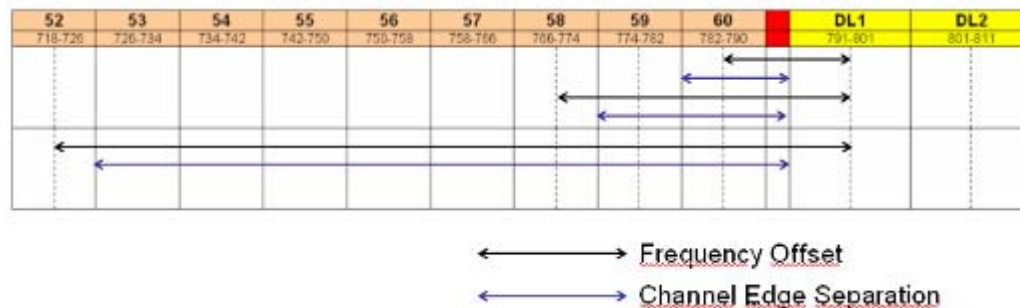 52 53 54 55 56 57 58 59 60 DL1 DL2
718-726 726-734 734-742 742-750 750-758 758-766 766-774 774-782 782-790 791-801 801-811
Frequency Offset
Channel Edge Separation